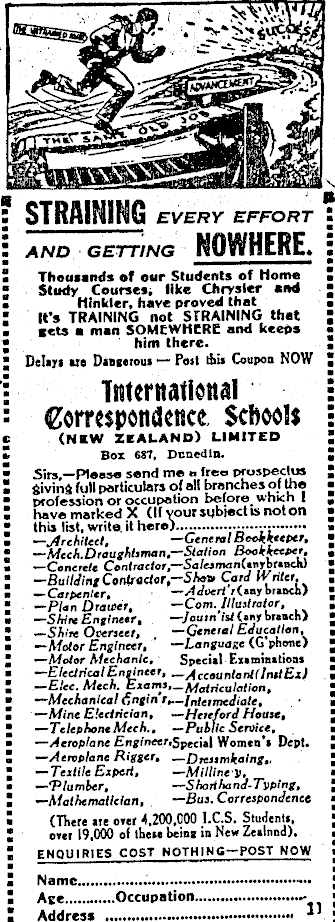 THE UNTRAINED MAN
SUCCESS
ADVANCEMENT
THE SAME OLD JOB
STRAINING EVERY EFFORT
AND GETTING NOWHERE.
Thousands of our Students of Home
Study Courses, like Chrysler and
Hinkler, have proved that
It's TRAINING not STRAINING that
gets a man SOMEWHERE and keeps
him there.
Delays are Dangerous — Post this Coupon NOW
International
Correspondence Schools
(NEW ZEALAND) LIMITED
Box 687, Dunedin.
Sirs,—Please send me a free prospectus
giving full particulars of all branches of the
profession or occupation before which I
have marked X (If your subject is not on
this list, write it here)..............................
—Architect, —General Bookkeeper,
—Mech.Draughtsman, —Station Bookkeeper,
—Concrete Contractor, —Salesman (any branch)
—Building Contractor, —Show Card Writer,
—Carpenter, —Advert'r (any branch)
—Plan Drawer, —Com. Illustrator,
—Shire Engineer, —Journ'ist (any branch)
—Shire Overseer, —General Education,
—Motor Engineer, —Language (G'phone)
—Motor Mechanic, Special Examinations
—Electrical Engineer, —Accountant (Inst Ex)
—Elec. Mech. Exams, —Matriculation,
—Mechanical Engin'r, —Intermediate,
—Mine Electrician, —Hereford House,
—Telephone Mech., —Public Service,
—Aeroplane Engineer, Special Women's Dept.
—Aeroplane Rigger, —Dressmkaing,
—Textile Expert, —Milline y,
—Plumber, —Shorthand-Typing,
—Mathematician, —Bus. Correspondence
(There are over 4,200,000 I.C.S. Students,
over 19,000 of these being in New Zealnnd).
ENQUIRIES COST NOTHING—POST NOW
Name..............................
Age............Occupation..............................
Address .............................. 11